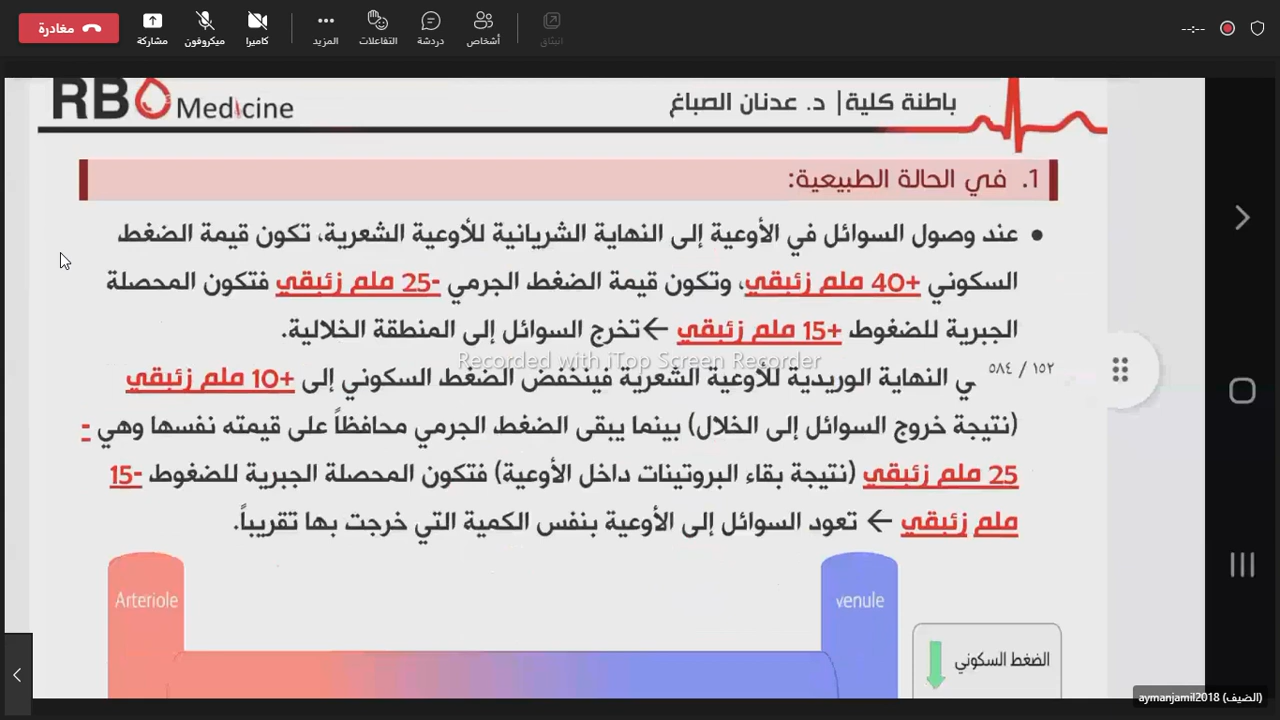 مغادرة
مشاركة
ميكروفون
كاميرا
المزيد
التفاعلات
دردشة
أشخاص
انبثاق
--:--
RB Medicine
باطنة كلية | د. عدنان الصباغ
1. في الحالة الطبيعية:
● عند وصول السوائل في الأوعية إلى النهاية الشريانية للأوعية الشعرية، تكون قيمة الضغط
السكوني +40 ملم زئبقي، وتكون قيمة الضغط الجرمي -25 ملم زئبقي فتكون المحصلة
الجبرية للضغوط +15 ملم زئبقي ← تخرج السوائل إلى المنطقة الخلالية.
Recorded with iTop Screen Recorder
١٥٢ / ٥٨٤
ي النهاية الوريدية للأوعية الشعرية فينخفض الضغط السكوني إلى +10 ملم زئبقي
(نتيجة خروج السوائل إلى الخلال) بينما يبقى الضغط الجرمي محافظاً على قيمته نفسها وهي -
25 ملم زئبقي (نتيجة بقاء البروتينات داخل الأوعية) فتكون المحصلة الجبرية للضغوط -15
ملم زئبقي ← تعود السوائل إلى الأوعية بنفس الكمية التي خرجت بها تقريباً.
Arteriole
venule
الضغط السكوني
aymanjamil2018 (الضيف)